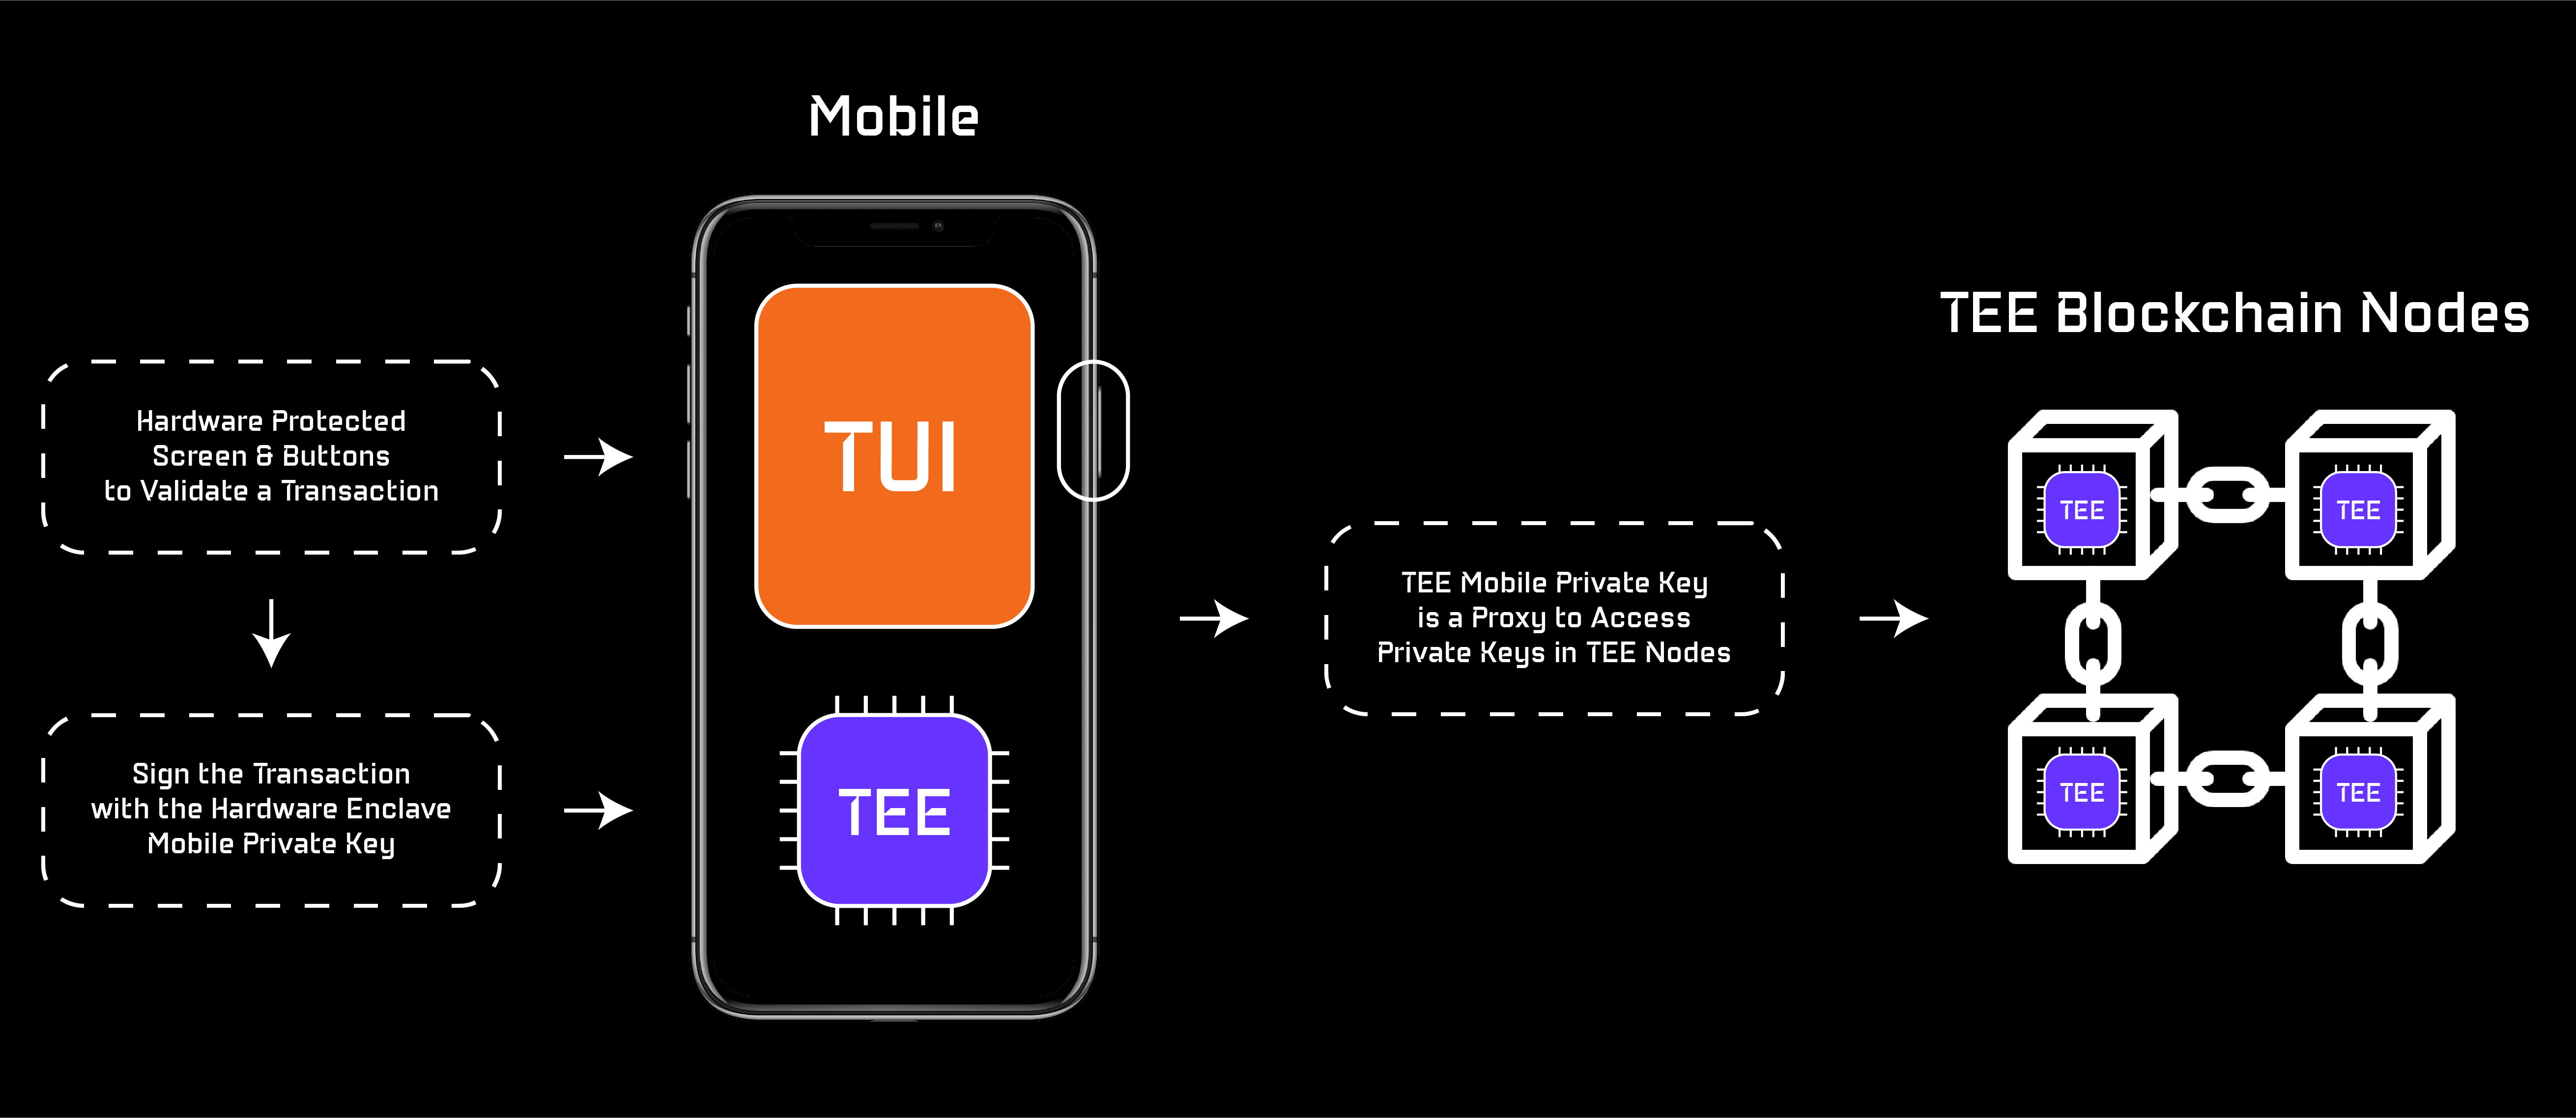 Mobile
Hardware Protected
Screen & Buttons
to Validate a Transaction
Sign the Transaction
with the Hardware Enclave
Mobile Private Key
TUI
TEE
TEE Mobile Private Key
is a Proxy to Access
Private Keys in TEE Nodes
TEE Blockchain Nodes
TEE
TEE
TEE
TEE